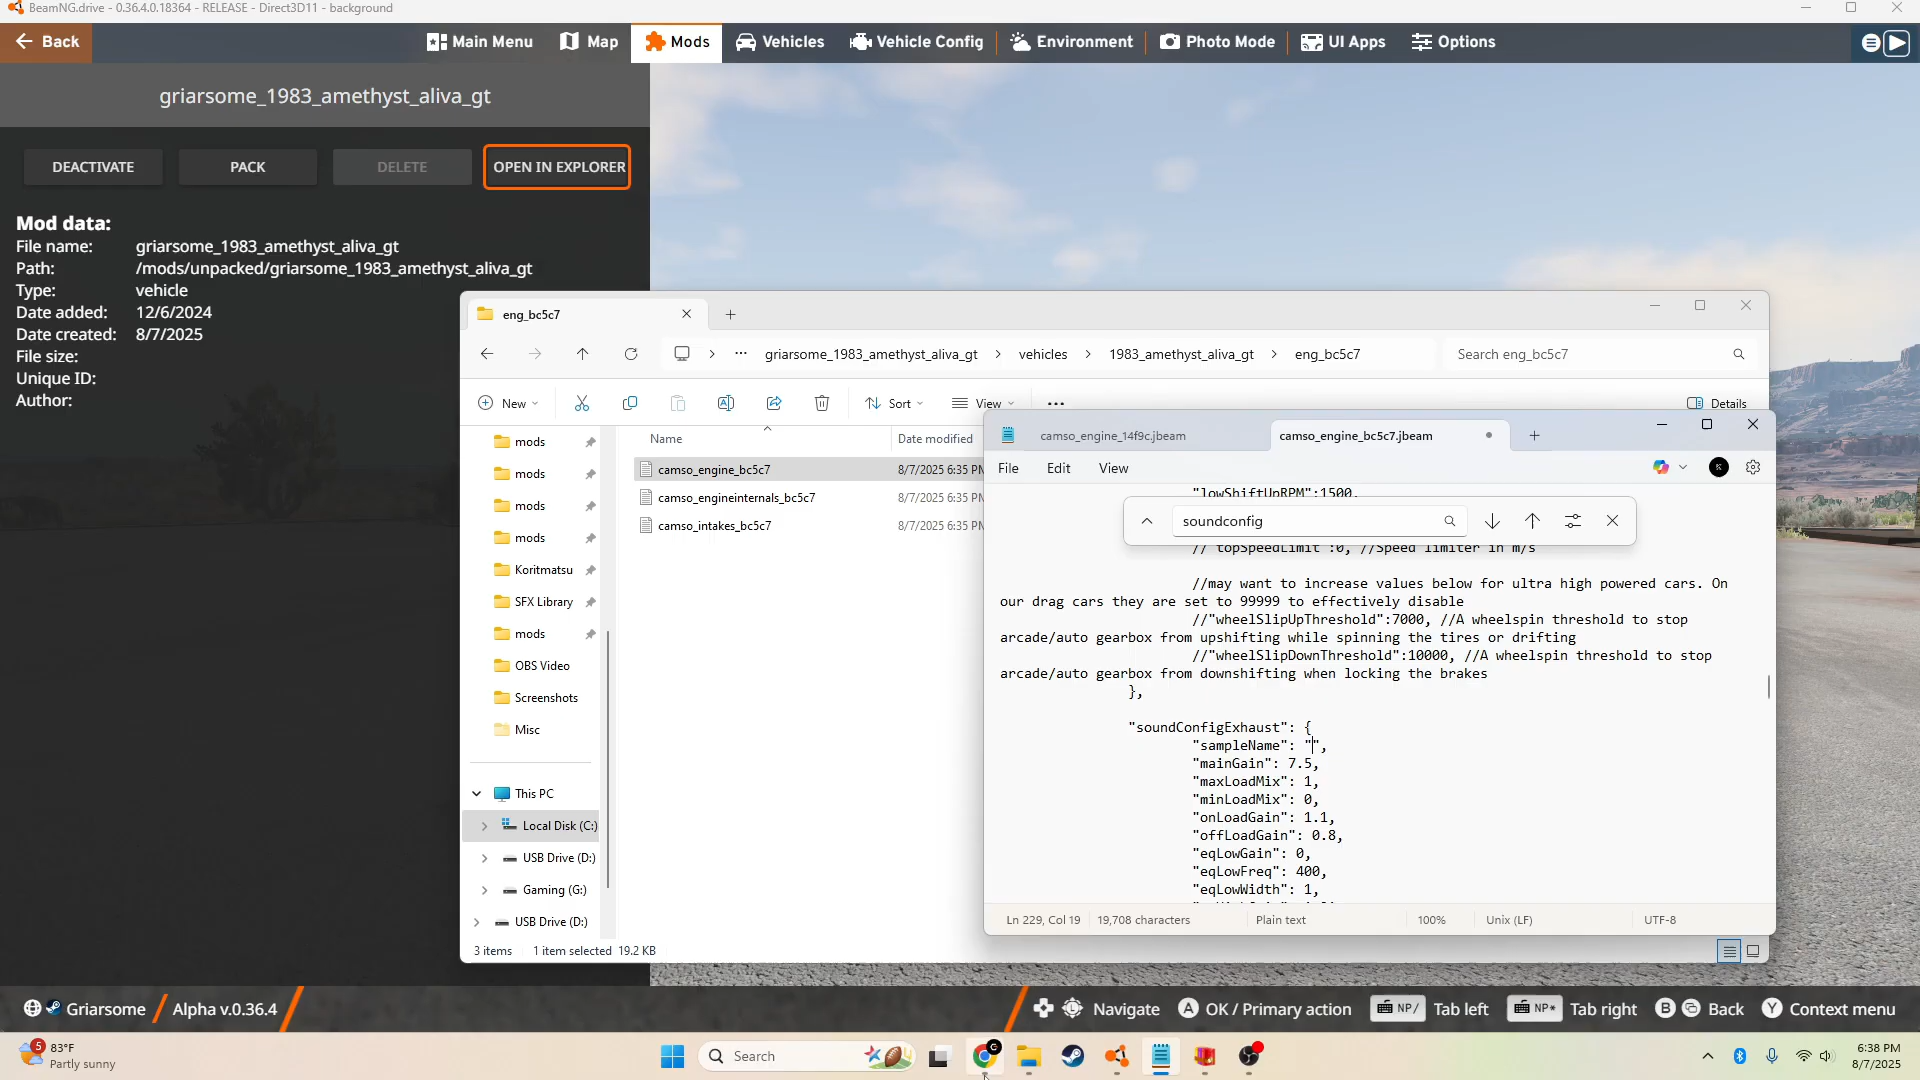 BeamNG.drive - 0.36.4.0.18364 - RELEASE - Direct3D11 - background
Back
Main Menu
Map
Mods
Vehicles
Vehicle Config
Environment
Photo Mode
UI Apps
Options
griarsome_1983_amethyst_aliva_gt
DEACTIVATE
PACK
DELETE
OPEN IN EXPLORER
Mod data:
File name: griarsome_1983_amethyst_aliva_gt
Path: /mods/unpacked/griarsome_1983_amethyst_aliva_gt
Type: vehicle
Date added: 12/6/2024
Date created: 8/7/2025
File size:
Unique ID:
Author:
eng_bc5c7
griarsome_1983_amethyst_aliva_gt
vehicles
1983_amethyst_aliva_gt
eng_bc5c7
Search eng_bc5c7
New
Sort
View
Details
Name
Date modified
mods
mods
mods
mods
Koritmatsu
SFX Library
mods
OBS Video
Screenshots
Misc
This PC
Local Disk (C:)
USB Drive (D:)
Gaming (G:)
USB Drive (D:)
camso_engine_bc5c7 8/7/2025 6:35 PM
camso_engineinternals_bc5c7 8/7/2025 6:35 PM
camso_intakes_bc5c7 8/7/2025 6:35 PM
3 items 1 item selected 19.2 KB
camso_engine_14f9c.jbeam
camso_engine_bc5c7.jbeam
File
Edit
View
K
"lowShiftUpRPM":1500,
soundconfig
//"topSpeedLimit":0, //Speed limiter in m/s
//may want to increase values below for ultra high powered cars. On
our drag cars they are set to 99999 to effectively disable
//"wheelSlipUpThreshold":7000, //A wheelspin threshold to stop
arcade/auto gearbox from upshifting while spinning the tires or drifting
//"wheelSlipDownThreshold":10000, //A wheelspin threshold to stop
arcade/auto gearbox from downshifting when locking the brakes
},
"soundConfigExhaust": {
"sampleName": "",
"mainGain": 7.5,
"maxLoadMix": 1,
"minLoadMix": 0,
"onLoadGain": 1.1,
"offLoadGain": 0.8,
"eqLowGain": 0,
"eqLowFreq": 400,
"eqLowWidth": 1,
Ln 229, Col 19
19,708 characters
Plain text
100%
Unix (LF)
UTF-8
Griarsome
Alpha v.0.36.4
Navigate
A OK / Primary action
NP/ Tab left
NP* Tab right
B Back
Y Context menu
5
83°F
Partly sunny
Search
G
6:38 PM
8/7/2025